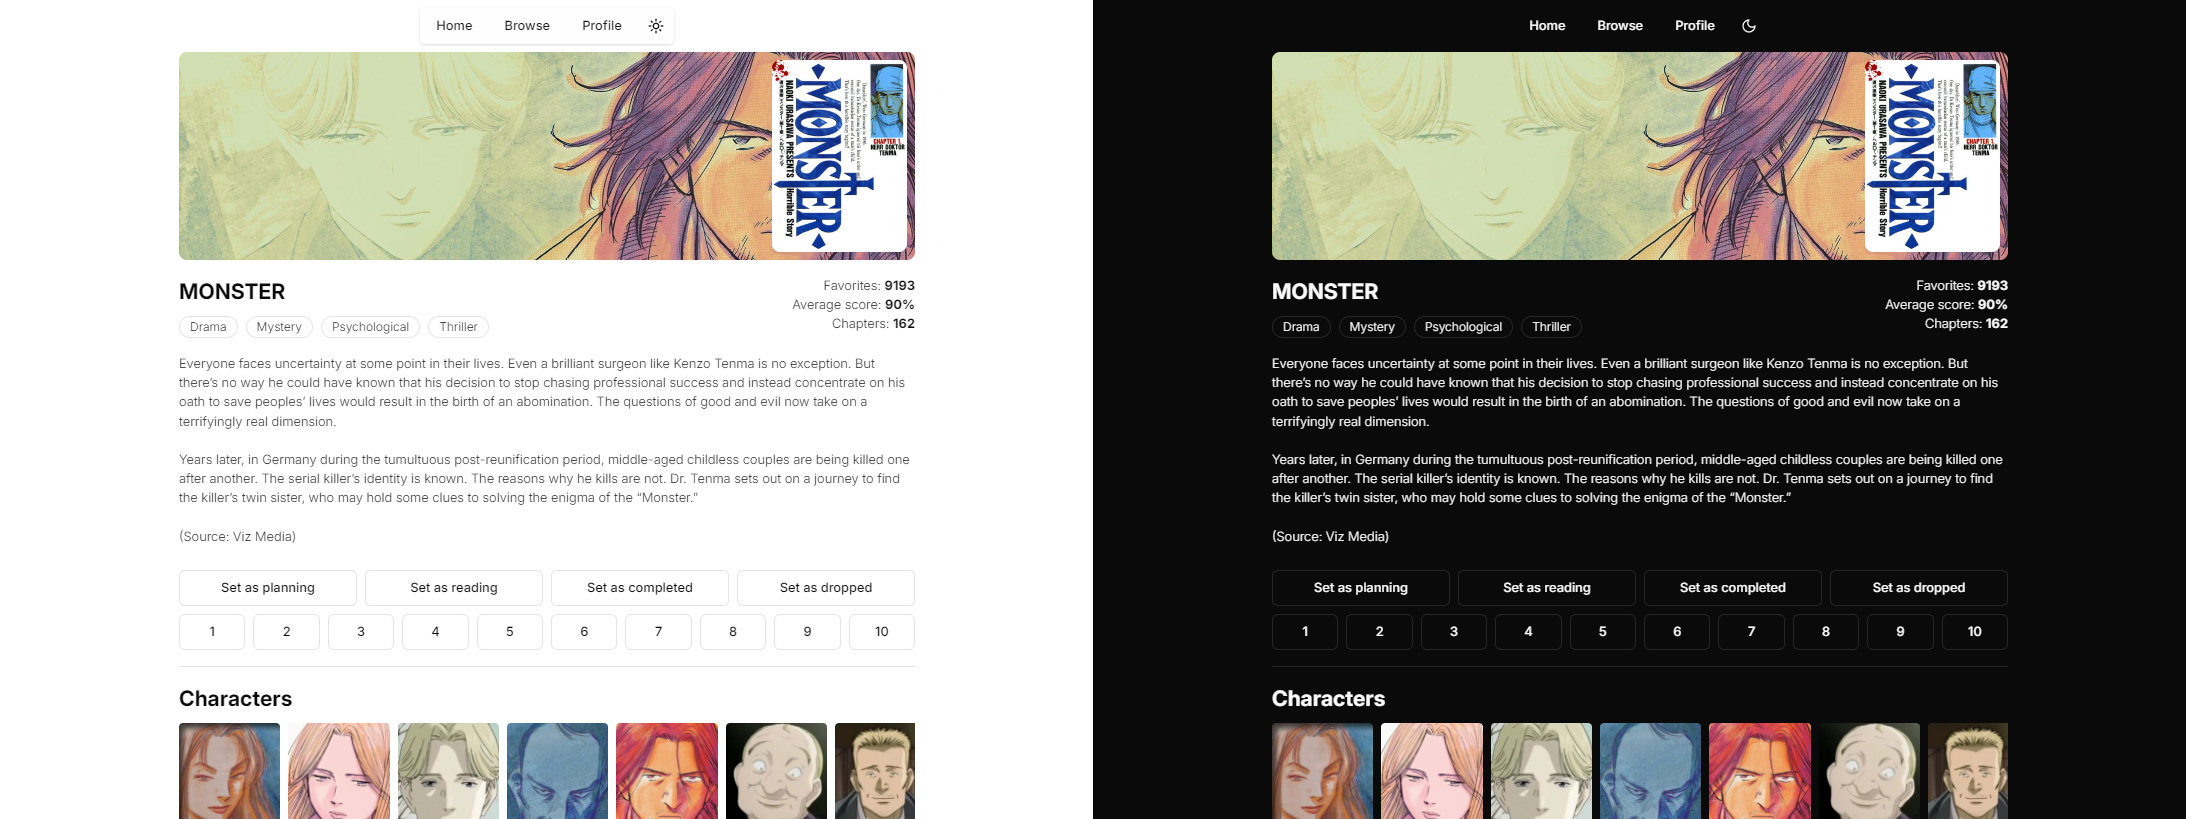 Home Browse Profile
MONSTER
NAOKI URASAWA PRESENTS
Horrible Story
CHAPTER 1
HERR DOKTOR
TENMA
MONSTER
Favorites: 9193
Average score: 90%
Chapters: 162
Drama Mystery Psychological Thriller
Everyone faces uncertainty at some point in their lives. Even a brilliant surgeon like Kenzo Tenma is no exception. But
there’s no way he could have known that his decision to stop chasing professional success and instead concentrate on his
oath to save peoples’ lives would result in the birth of an abomination. The questions of good and evil now take on a
terrifyingly real dimension.
Years later, in Germany during the tumultuous post-reunification period, middle-aged childless couples are being killed one
after another. The serial killer’s identity is known. The reasons why he kills are not. Dr. Tenma sets out on a journey to find
the killer’s twin sister, who may hold some clues to solving the enigma of the “Monster.”
(Source: Viz Media)
Set as planning Set as reading Set as completed Set as dropped
1 2 3 4 5 6 7 8 9 10
Characters
Home Browse Profile
MONSTER
NAOKI URASAWA PRESENTS
Horrible Story
CHAPTER 1
HERR DOKTOR
TENMA
MONSTER
Favorites: 9193
Average score: 90%
Chapters: 162
Drama Mystery Psychological Thriller
Everyone faces uncertainty at some point in their lives. Even a brilliant surgeon like Kenzo Tenma is no exception. But
there’s no way he could have known that his decision to stop chasing professional success and instead concentrate on his
oath to save peoples’ lives would result in the birth of an abomination. The questions of good and evil now take on a
terrifyingly real dimension.
Years later, in Germany during the tumultuous post-reunification period, middle-aged childless couples are being killed one
after another. The serial killer’s identity is known. The reasons why he kills are not. Dr. Tenma sets out on a journey to find
the killer’s twin sister, who may hold some clues to solving the enigma of the “Monster.”
(Source: Viz Media)
Set as planning Set as reading Set as completed Set as dropped
1 2 3 4 5 6 7 8 9 10
Characters